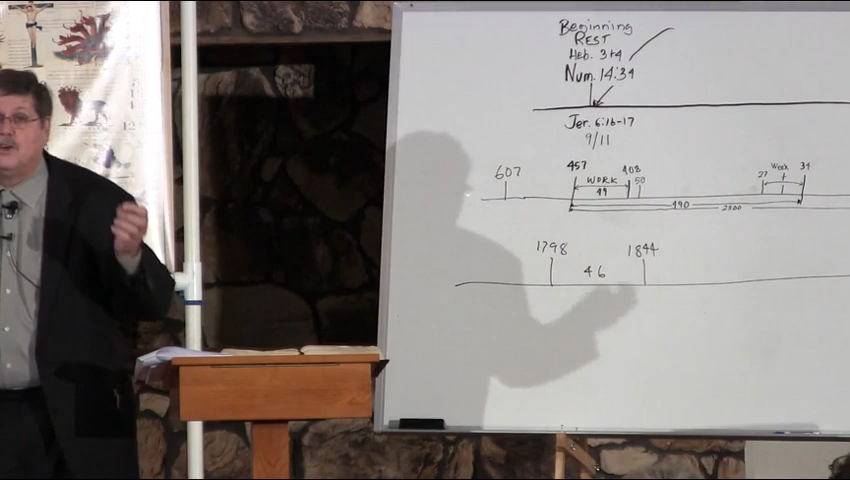 Beginning
REST
Heb. 3+4
Num. 14:34
Jer. 6:16-17
9/11
607
457
WORK
49
408
50
27
Work
34
490
2300
1798
46
1844